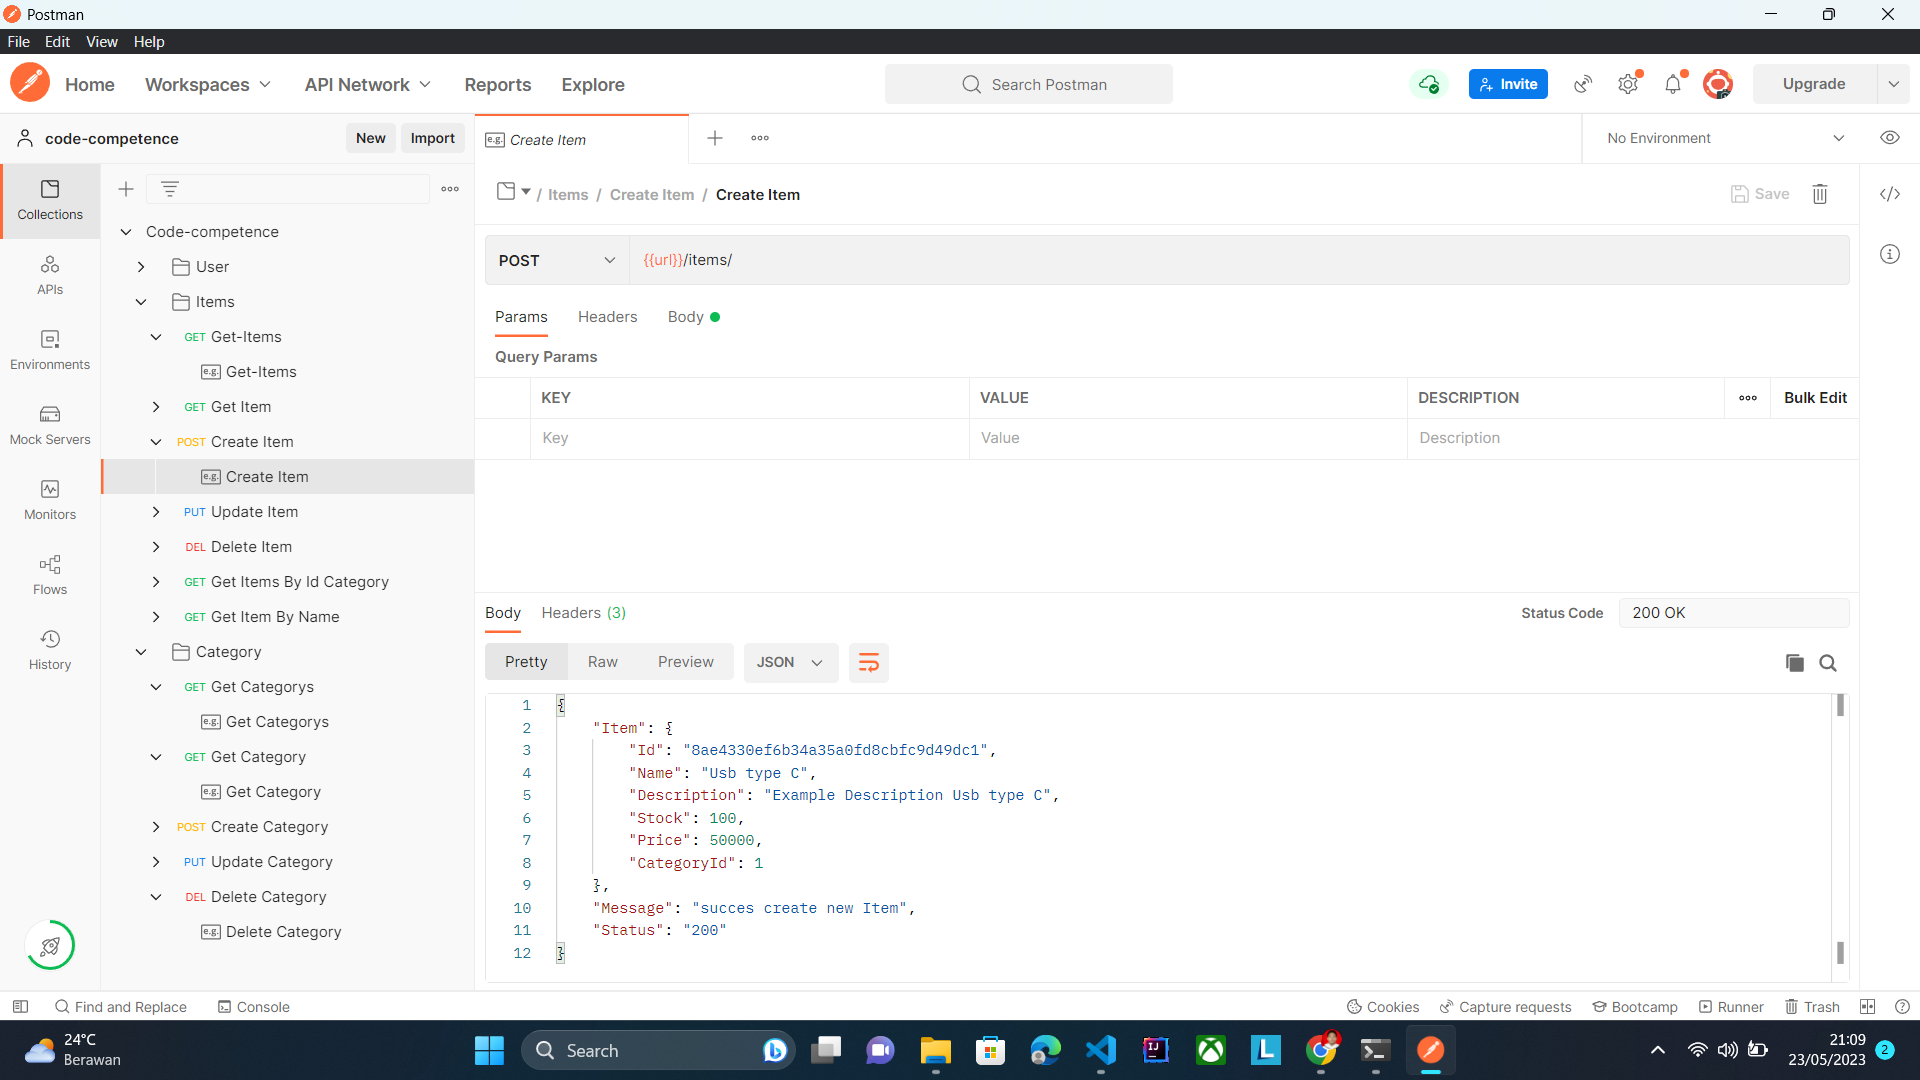 Postman
File Edit View Help
Home Workspaces API Network Reports Explore Search Postman Invite Upgrade
code-competence New Import
e.g. Create Item
No Environment
Collections
APIs
Environments
Mock Servers
Monitors
Flows
History
Code-competence
User
Items
GET Get-Items
e.g. Get-Items
GET Get Item
POST Create Item
e.g. Create Item
PUT Update Item
DEL Delete Item
GET Get Items By Id Category
GET Get Item By Name
Category
GET Get Categorys
e.g. Get Categorys
GET Get Category
e.g. Get Category
POST Create Category
PUT Update Category
DEL Delete Category
e.g. Delete Category
/ Items / Create Item / Create Item
Save
POST {{url}}/items/
Params Headers Body
Query Params
KEY VALUE DESCRIPTION Bulk Edit
Key Value Description
Body Headers (3) Status Code 200 OK
Pretty Raw Preview JSON
1 {
2 "Item": {
3 "Id": "8ae4330ef6b34a35a0fd8cbfc9d49dc1",
4 "Name": "Usb type C",
5 "Description": "Example Description Usb type C",
6 "Stock": 100,
7 "Price": 50000,
8 "CategoryId": 1
9 },
10 "Message": "succes create new Item",
11 "Status": "200"
12 }
Find and Replace Console Cookies Capture requests Bootcamp Runner Trash
24°C
Berawan
Search
21:09
23/05/2023
2